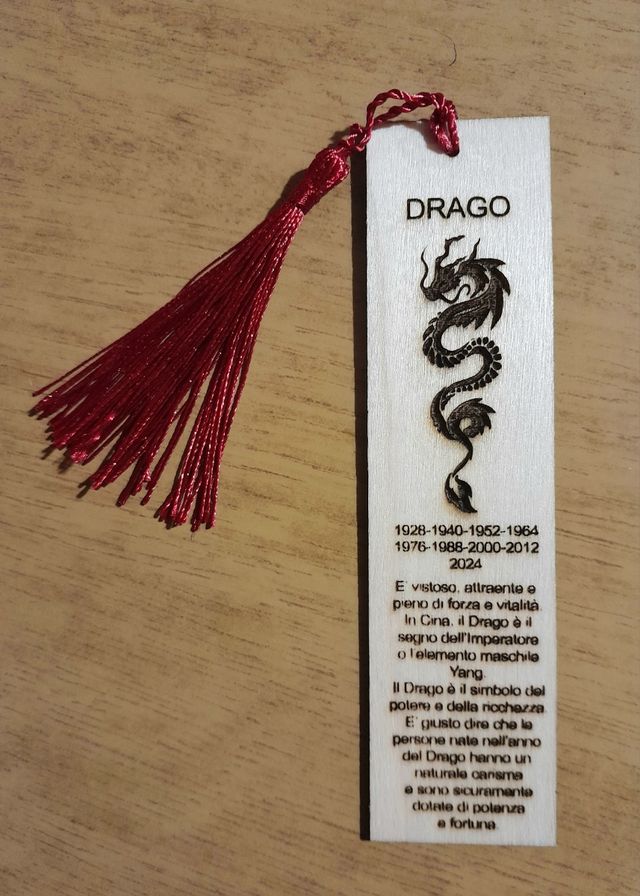 DRAGO
1928-1940-1952-1964
1976-1988-2000-2012
2024
E' vistoso, attraente e
pieno di forza e vitalità.
In Cina, il Drago è il
segno dell'Imperatore
o l'elemento maschile
Yang.
Il Drago è il simbolo del
potere e della ricchezza.
E' giusto dire che le
persone nate nell'anno
del Drago hanno un
naturale carisma
e sono sicuramente
dotate di potenza
e fortuna.